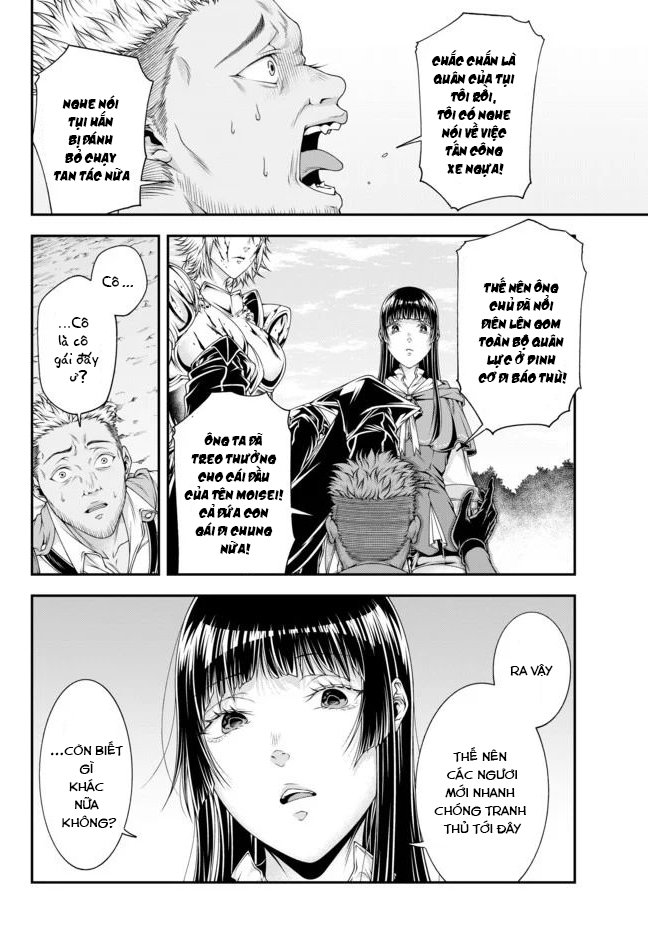 CHẮC CHẮN LÀ
QUÂN CỦA TỤI
TÔI RỒI,
TÔI CÓ NGHE
NÓI VỀ VIỆC
TẤN CÔNG
XE NGỰA!
NGHE NÓI
TỤI HẮN
BỊ ĐÁNH
BỎ CHẠY
TAN TÁC NỮA
THẾ NÊN ÔNG
CHỦ ĐÃ NỔI
ĐIÊN LÊN GOM
TOÀN BỘ QUÂN
LỰC Ở DINH
CƠ ĐI BÁO THÙ!
ÔNG TA ĐÃ
TREO THƯỞNG
CHO CÁI ĐẦU
CỦA TÊN MOISEI!
CẢ ĐỨA CON
GÁI ĐI CHUNG
NỮA!
Cô ...
...Cô
là cô
gái đấy
ư?
RA VẬY
THẾ NÊN
CÁC NGƯƠI
MỚI NHANH
CHÓNG TRANH
THỦ TỚI ĐÂY
...CÒN BIẾT
GÌ
KHÁC
NỮA
KHÔNG?